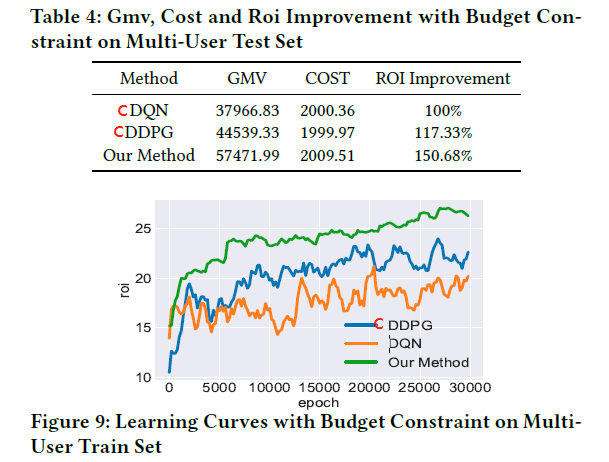 Table 4: Gmv, Cost and Roi Improvement with Budget Con-
straint on Multi-User Test Set
Method GMV COST ROI Improvement
CDQN 37966.83 2000.36 100%
CDDPG 44539.33 1999.97 117.33%
Our Method 57471.99 2009.51 150.68%
25
20
15
10
roi
C DDPG
DQN
Our Method
0 5000 10000 15000 20000 25000 30000
epoch
Figure 9: Learning Curves with Budget Constraint on Multi-
User Train Set